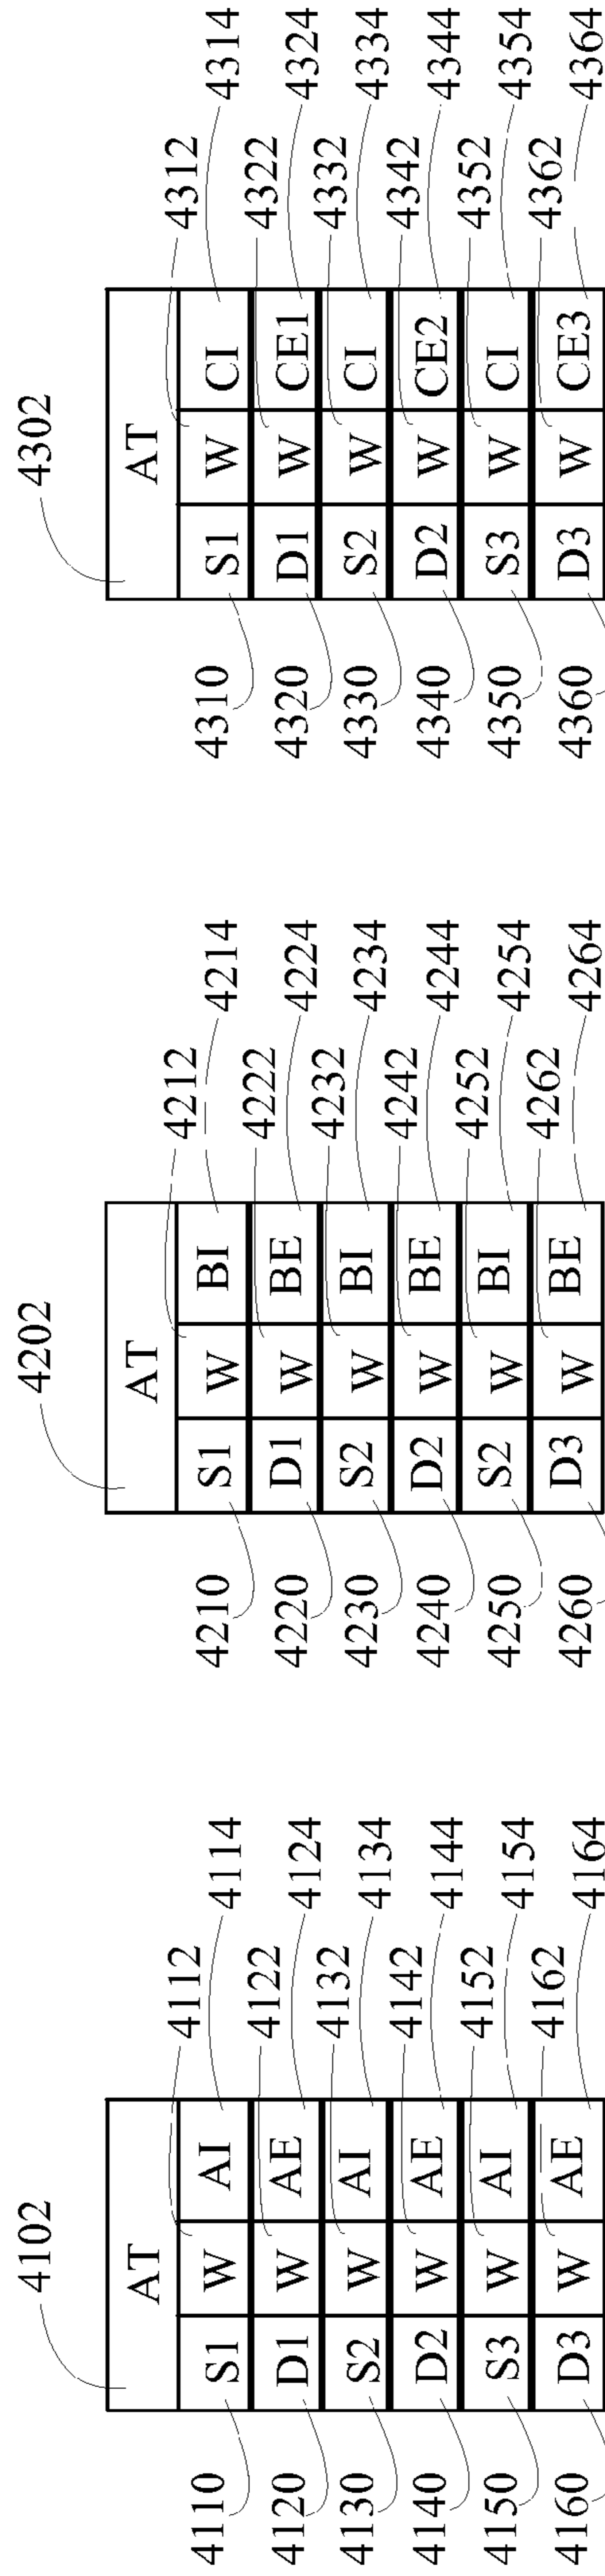 4102
AT
4110 S1 W AI 4112 4114
4120 D1 W AE 4122 4124
4130 S2 W AI 4132 4134
4140 D2 W AE 4142 4144
4150 S3 W AI 4152 4154
4160 D3 W AE 4162 4164
4202
AT
4210 S1 W BI 4212 4214
4220 D1 W BE 4222 4224
4230 S2 W BI 4232 4234
4240 D2 W BE 4242 4244
4250 S2 W BI 4252 4254
4260 D3 W BE 4262 4264
4302
AT
4310 S1 W CI 4312 4314
4320 D1 W CE1 4322 4324
4330 S2 W CI 4332 4334
4340 D2 W CE2 4342 4344
4350 S3 W CI 4352 4354
4360 D3 W CE3 4362 4364